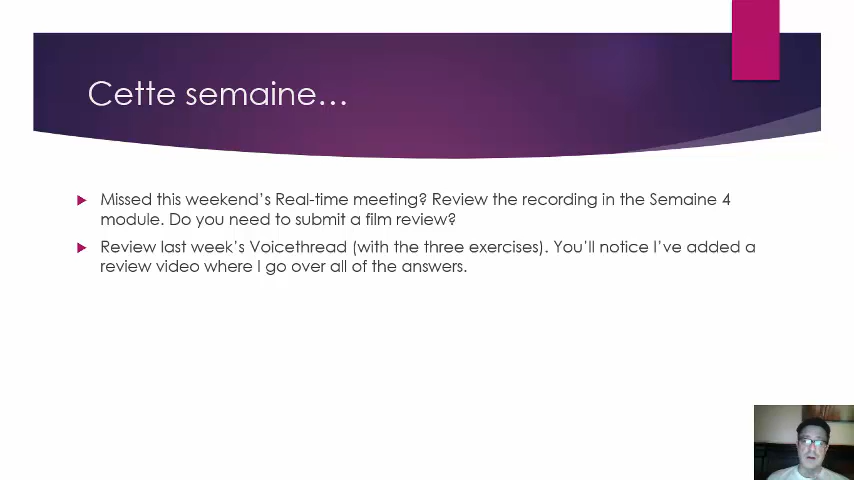 Cette semaine…
Missed this weekend's Real-time meeting? Review the recording in the Semaine 4
module. Do you need to submit a film review?
Review last week's Voicethread (with the three exercises). You'll notice I've added a
review video where I go over all of the answers.